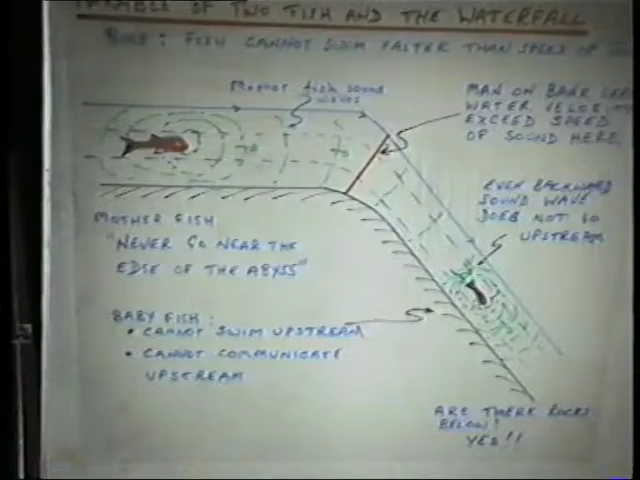 PARABLE OF TWO FISH AND THE WATERFALL
RULE: FISH CANNOT SWIM FASTER THAN SPEED OF
Mother fish sound
waves
MAN ON BANK SEES
WATER VELOCITY
EXCEED SPEED
OF SOUND HERE.
EVEN BACKWARD
SOUND WAVE
DOES NOT GO
UPSTREAM
MOTHER FISH:
"NEVER GO NEAR THE
EDGE OF THE ABYSS"
BABY FISH:
• CANNOT SWIM UPSTREAM
• CANNOT COMMUNICATE
UPSTREAM
ARE THERE ROCKS
BELOW?
YES!!